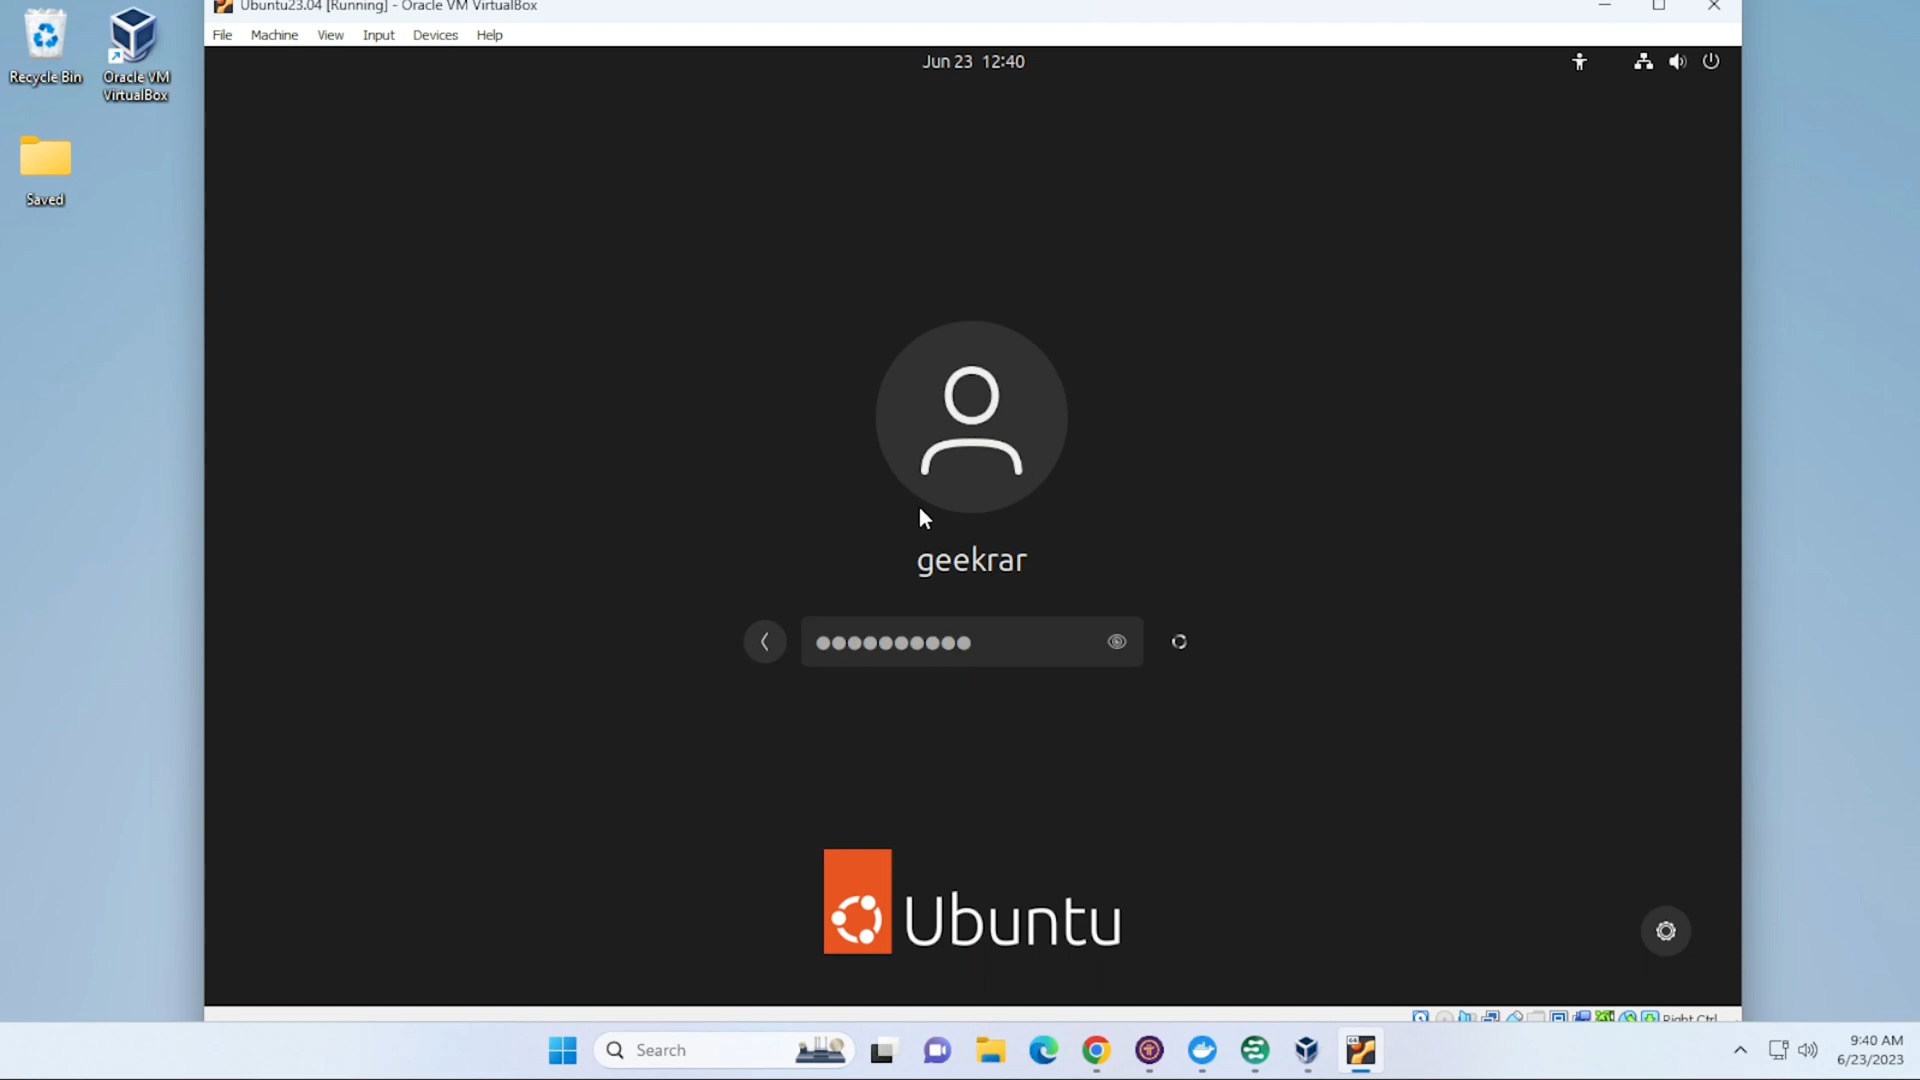 Ubuntu23.04 [Running] - Oracle VM VirtualBox
File Machine View Input Devices Help
Recycle Bin
Oracle VM
VirtualBox
Saved
Jun 23 12:40
geekrar
Ubuntu
Right Ctrl
Search
9:40 AM
6/23/2023